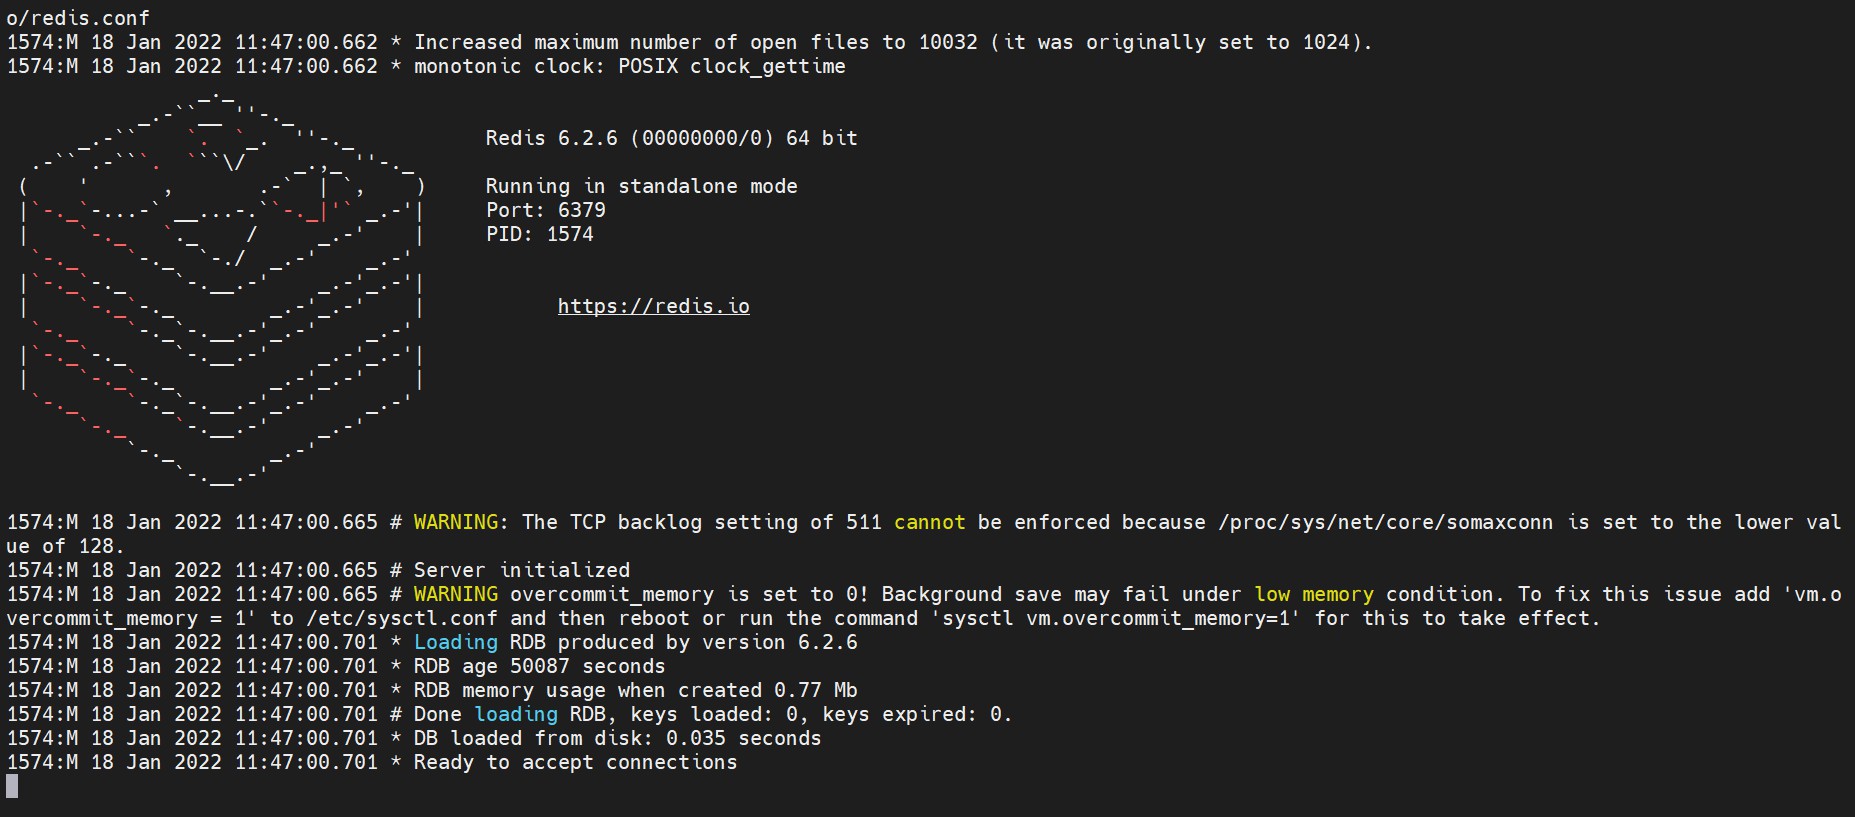 o/redis.conf
1574:M 18 Jan 2022 11:47:00.662 * Increased maximum number of open files to 10032 (it was originally set to 1024).
1574:M 18 Jan 2022 11:47:00.662 * monotonic clock: POSIX clock_gettime
Redis 6.2.6 (00000000/0) 64 bit
Running in standalone mode
Port: 6379
PID: 1574
https://redis.io
1574:M 18 Jan 2022 11:47:00.665 # WARNING: The TCP backlog setting of 511 cannot be enforced because /proc/sys/net/core/somaxconn is set to the lower val
ue of 128.
1574:M 18 Jan 2022 11:47:00.665 # Server initialized
1574:M 18 Jan 2022 11:47:00.665 # WARNING overcommit_memory is set to 0! Background save may fail under low memory condition. To fix this issue add 'vm.o
vercommit_memory = 1' to /etc/sysctl.conf and then reboot or run the command 'sysctl vm.overcommit_memory=1' for this to take effect.
1574:M 18 Jan 2022 11:47:00.701 * Loading RDB produced by version 6.2.6
1574:M 18 Jan 2022 11:47:00.701 * RDB age 50087 seconds
1574:M 18 Jan 2022 11:47:00.701 * RDB memory usage when created 0.77 Mb
1574:M 18 Jan 2022 11:47:00.701 # Done loading RDB, keys loaded: 0, keys expired: 0.
1574:M 18 Jan 2022 11:47:00.701 * DB loaded from disk: 0.035 seconds
1574:M 18 Jan 2022 11:47:00.701 * Ready to accept connections